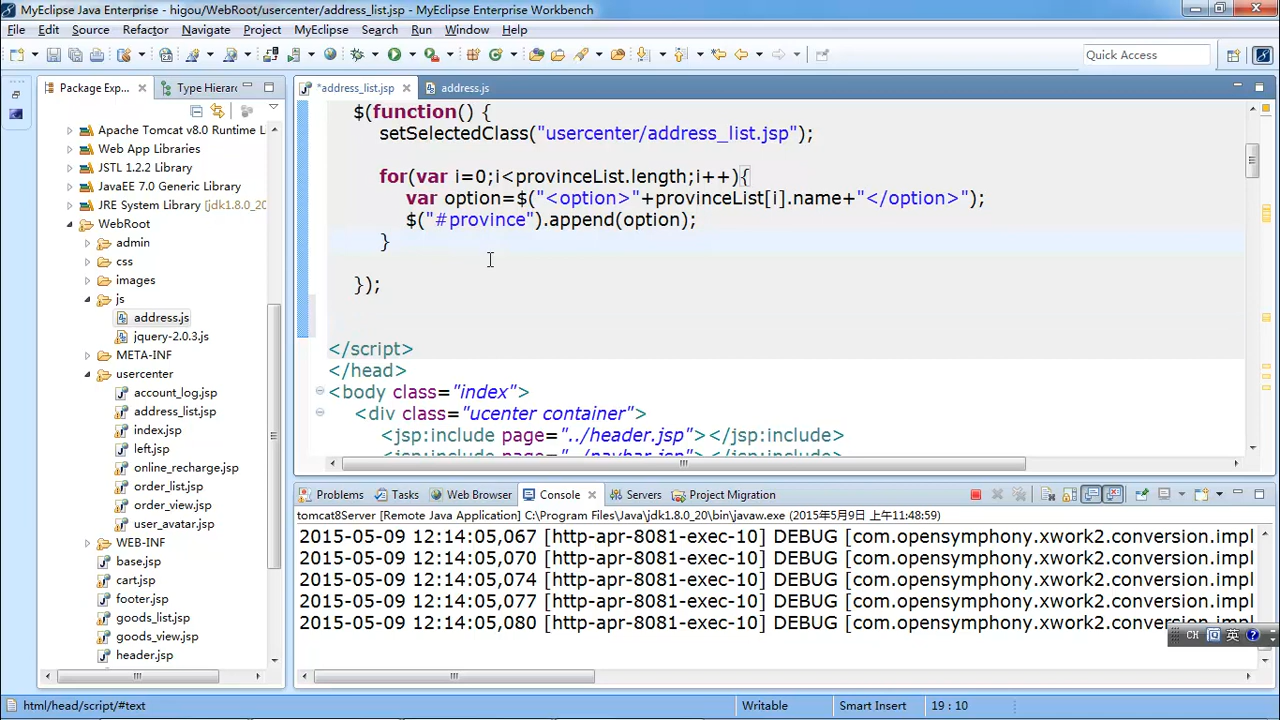 MyEclipse Java Enterprise - higou/WebRoot/usercenter/address_list.jsp - MyEclipse Enterprise Workbench
File Edit Source Refactor Navigate Project MyEclipse Search Run Window Help
Quick Access
Package Exp...
Type Hierarc
*address_list.jsp
address.js
Apache Tomcat v8.0 Runtime L
Web App Libraries
JSTL 1.2.2 Library
JavaEE 7.0 Generic Library
JRE System Library [jdk1.8.0_20]
WebRoot
admin
css
images
js
address.js
jquery-2.0.3.js
META-INF
usercenter
account_log.jsp
address_list.jsp
index.jsp
left.jsp
online_recharge.jsp
order_list.jsp
order_view.jsp
user_avatar.jsp
WEB-INF
base.jsp
cart.jsp
footer.jsp
goods_list.jsp
goods_view.jsp
header.jsp
$(function() {
setSelectedClass("usercenter/address_list.jsp");
for(var i=0;i<provinceList.length;i++){
var option=$("<option>"+provinceList[i].name+"</option>");
$("#province").append(option);
}
});
</script>
</head>
<body class="index">
<div class="ucenter container">
<jsp:include page="../header.jsp"></jsp:include>
<jsp:include page="../navbar.jsp"></jsp:include>
Problems Tasks Web Browser Console Servers Project Migration
tomcat8Server [Remote Java Application] C:\Program Files\Java\jdk1.8.0_20\bin\javaw.exe (2015年5月9日 上午11:48:59)
2015-05-09 12:14:05,067 [http-apr-8081-exec-10] DEBUG [com.opensymphony.xwork2.conversion.impl
2015-05-09 12:14:05,070 [http-apr-8081-exec-10] DEBUG [com.opensymphony.xwork2.conversion.impl
2015-05-09 12:14:05,074 [http-apr-8081-exec-10] DEBUG [com.opensymphony.xwork2.conversion.impl
2015-05-09 12:14:05,077 [http-apr-8081-exec-10] DEBUG [com.opensymphony.xwork2.conversion.impl
2015-05-09 12:14:05,080 [http-apr-8081-exec-10] DEBUG [com.opensymphony.xwork2.conversion.impl
CH 英
html/head/script/#text
Writable
Smart Insert
19 : 10